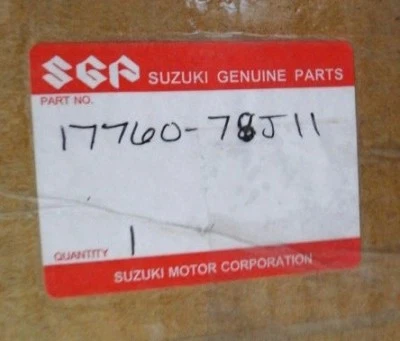 SGP SUZUKI GENUINE PARTS
PART NO.
17760-78J11
QUANTITY 1
SUZUKI MOTOR CORPORATION